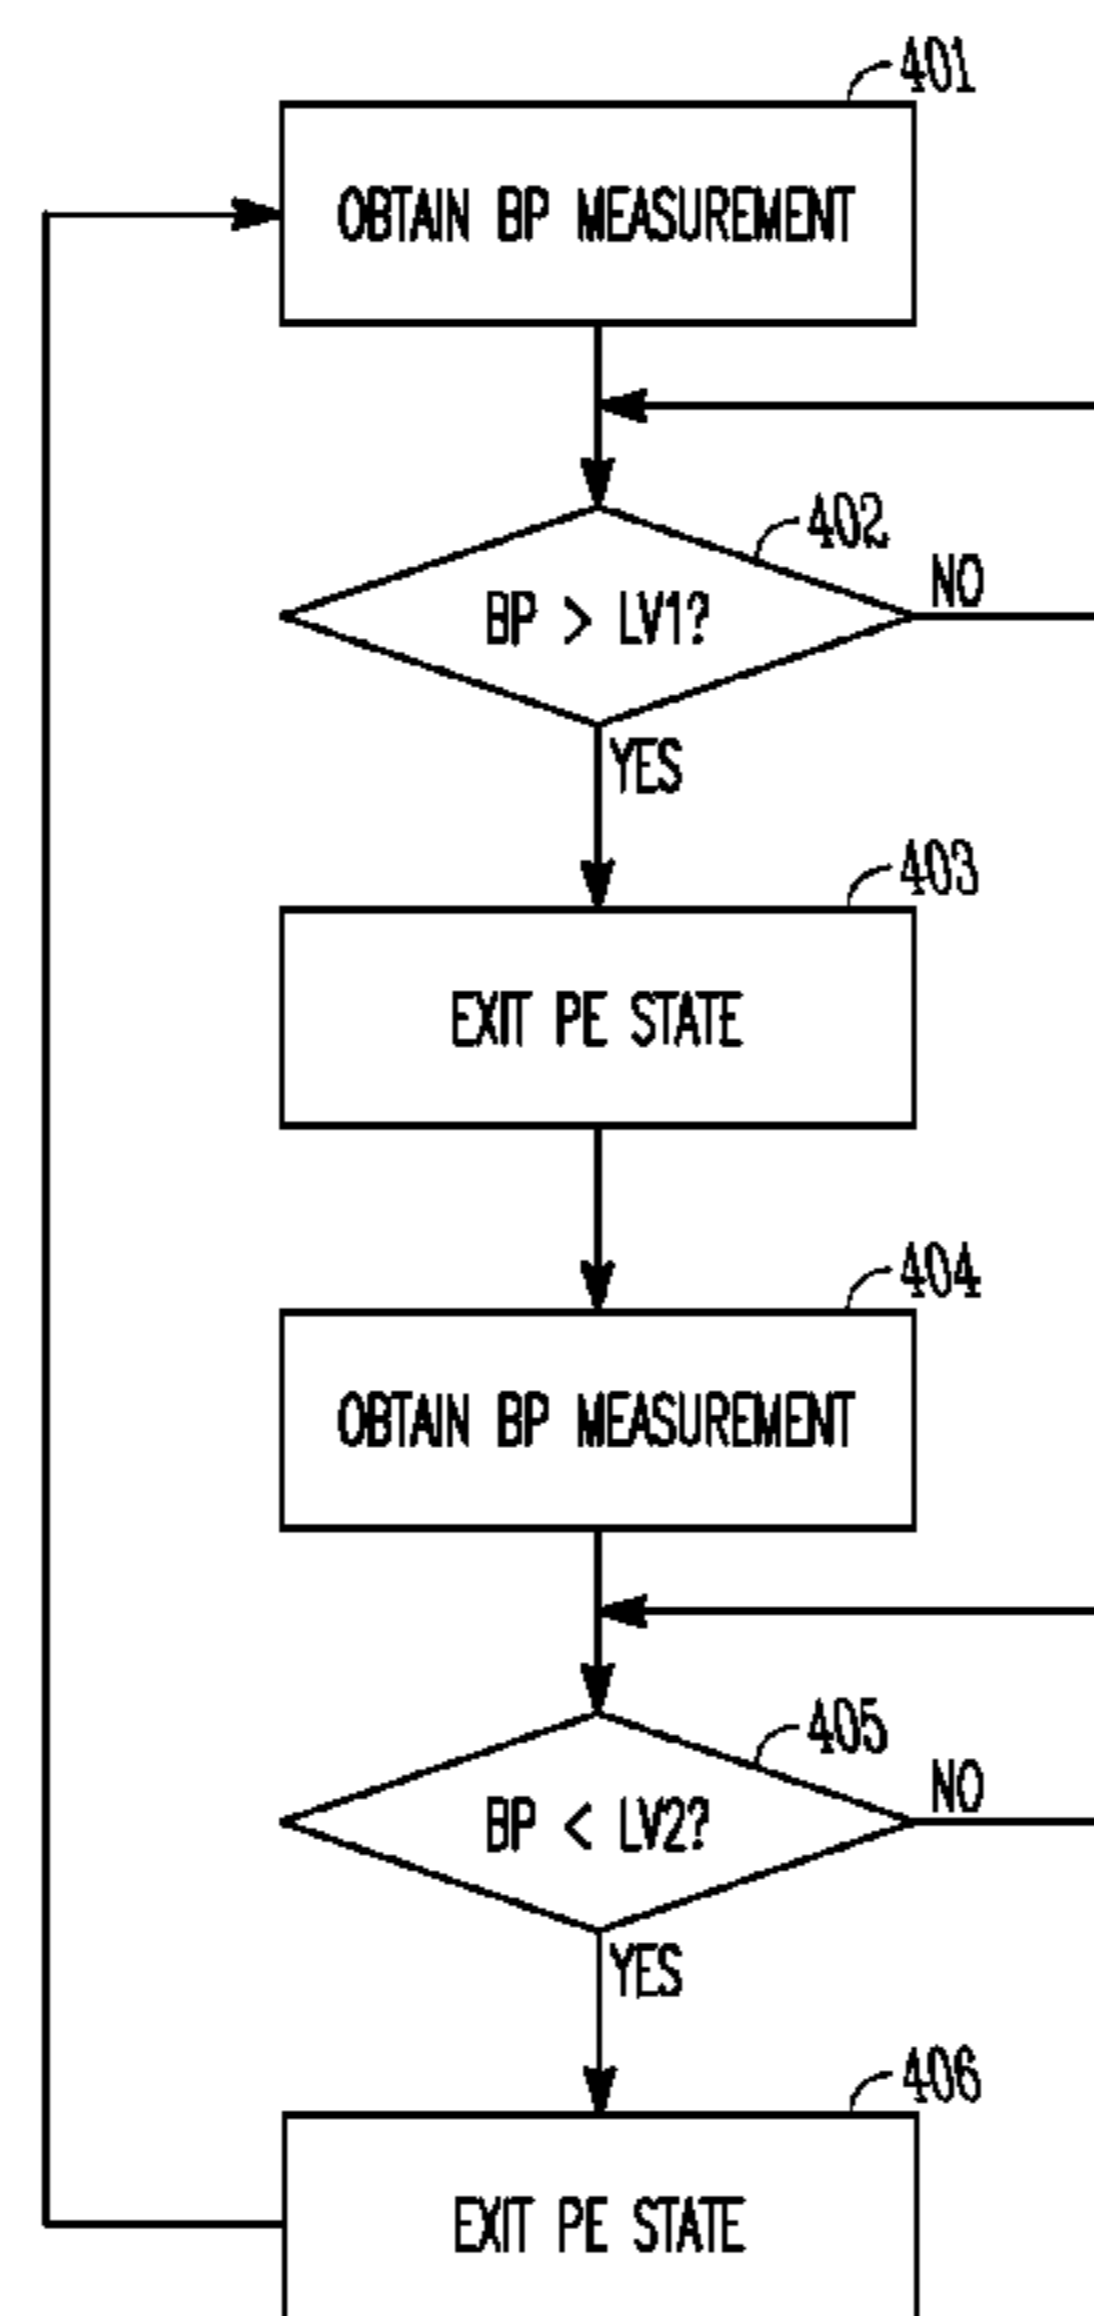 401
OBTAIN BP MEASUREMENT
402
BP > LV1?
NO
YES
403
EXIT PE STATE
404
OBTAIN BP MEASUREMENT
405
BP < LV2?
NO
YES
406
EXIT PE STATE